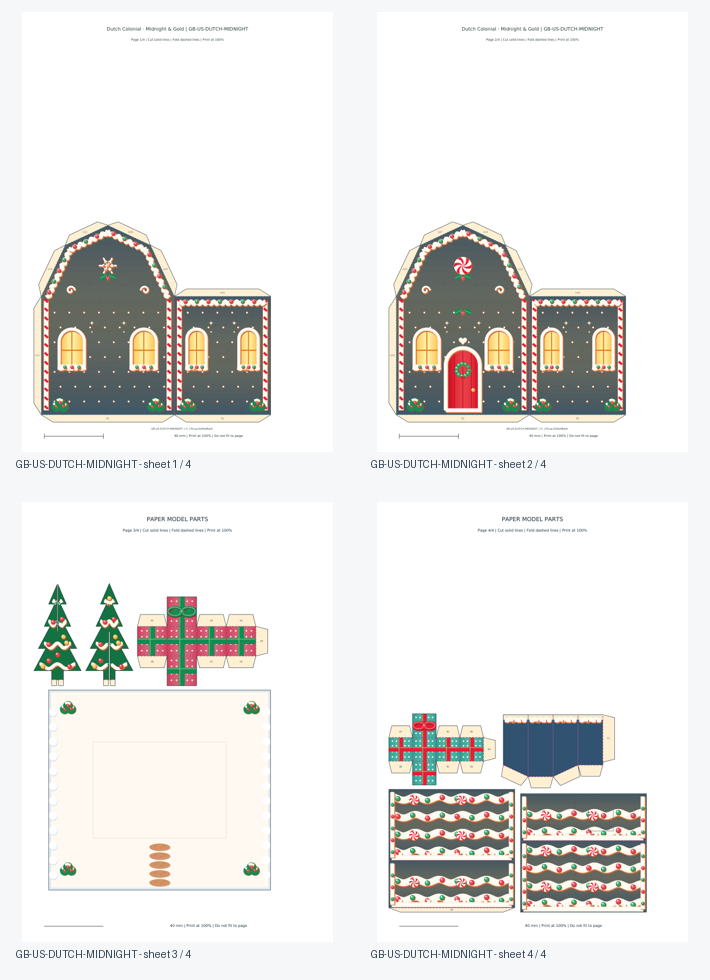 Dutch Colonial · Midnight & Gold | GB-US-DUTCH-MIDNIGHT
Page 1/4 | Cut solid lines | Fold dashed lines | Print at 100%
40 mm | Print at 100% | Do not fit to page
GB-US-DUTCH-MIDNIGHT - sheet 1 / 4
Dutch Colonial · Midnight & Gold | GB-US-DUTCH-MIDNIGHT
Page 2/4 | Cut solid lines | Fold dashed lines | Print at 100%
40 mm | Print at 100% | Do not fit to page
GB-US-DUTCH-MIDNIGHT - sheet 2 / 4
PAPER MODEL PARTS
Page 3/4 | Cut solid lines | Fold dashed lines | Print at 100%
40 mm | Print at 100% | Do not fit to page
GB-US-DUTCH-MIDNIGHT - sheet 3 / 4
PAPER MODEL PARTS
Page 4/4 | Cut solid lines | Fold dashed lines | Print at 100%
40 mm | Print at 100% | Do not fit to page
GB-US-DUTCH-MIDNIGHT - sheet 4 / 4